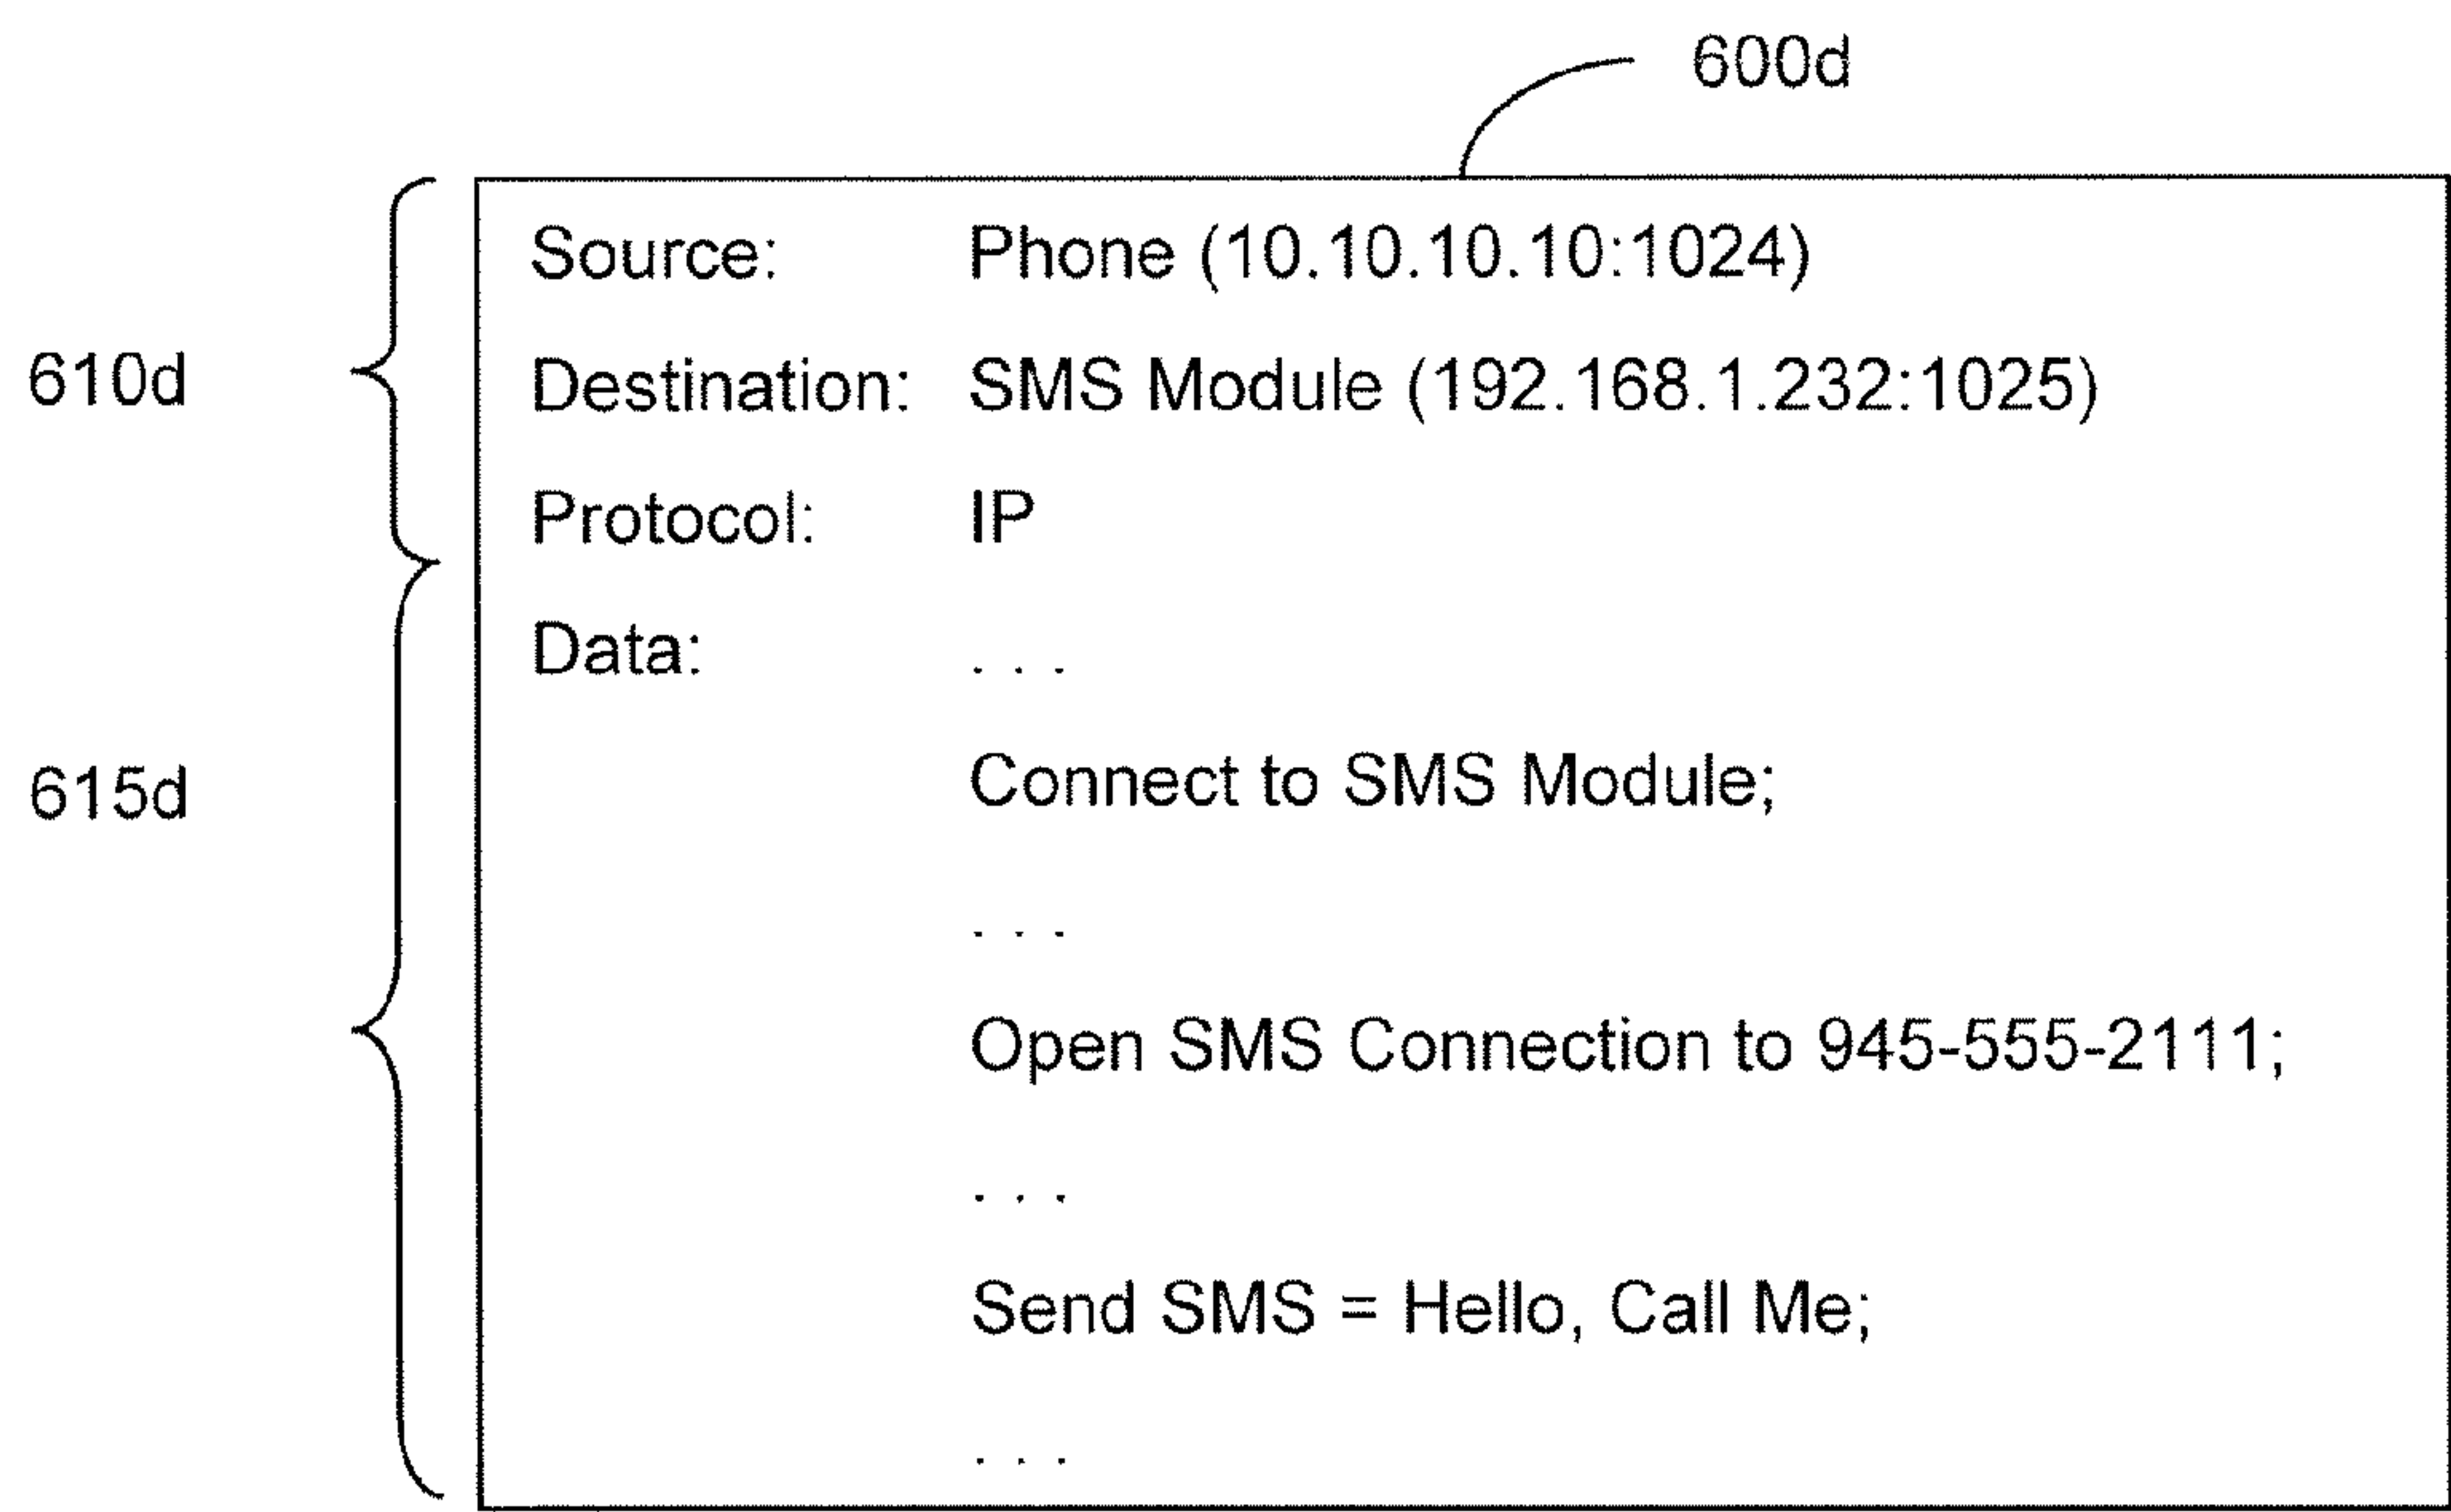 600d
Source: Phone (10.10.10.10:1024)
610d
Destination: SMS Module (192.168.1.232:1025)
Protocol: IP
Data: . . .
615d
Connect to SMS Module;
. . .
Open SMS Connection to 945-555-2111;
. . .
Send SMS = Hello, Call Me;
. . .